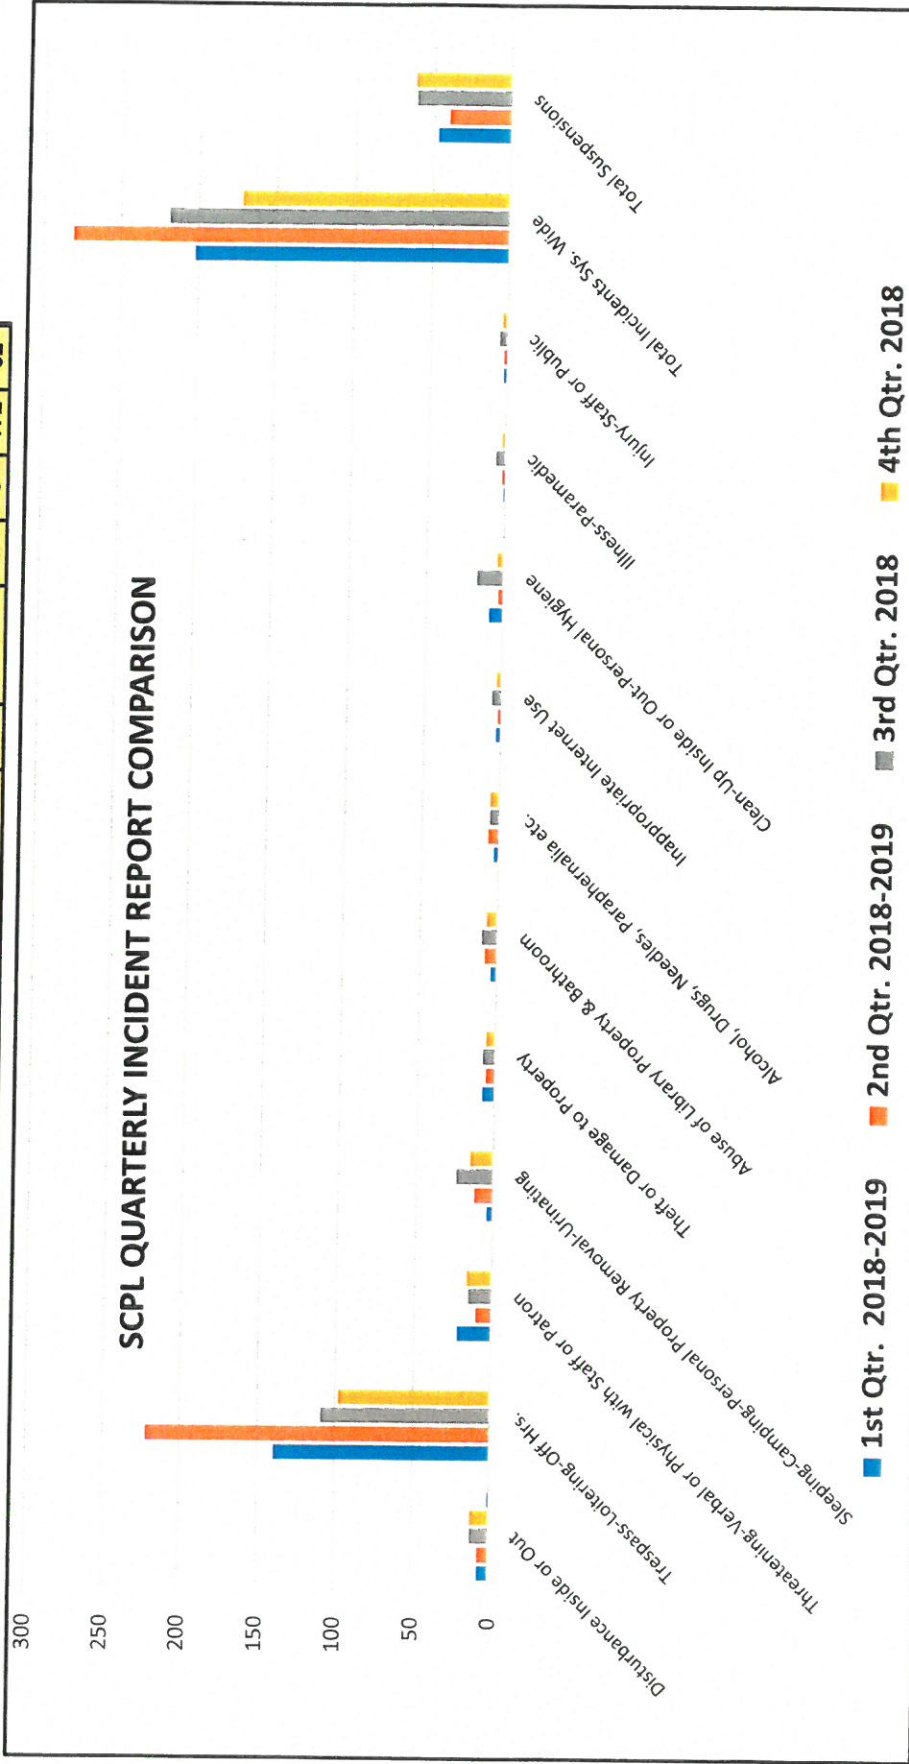 SCPL QUARTERLY INCIDENT REPORT COMPARISON
300
250
200
150
100
50
0
Disturbance Inside or Out
Trespass-Loitering-Off Hrs.
Threatening-Verbal or Physical with Staff or Patron
Sleeping-Camping-Personal Property Removal-Urinating
Theft or Damage to Property
Abuse of Library Property & Bathroom
Alcohol, Drugs, Needles, Paraphernalia etc.
Inappropriate Internet Use
Clean-Up Inside or Out-Personal Hygiene
Illness-Paramedic
Injury-Staff or Public
Total Incidents Sys. Wide
Total Suspensions
1st Qtr. 2018-2019
2nd Qtr. 2018-2019
3rd Qtr. 2018
4th Qtr. 2018